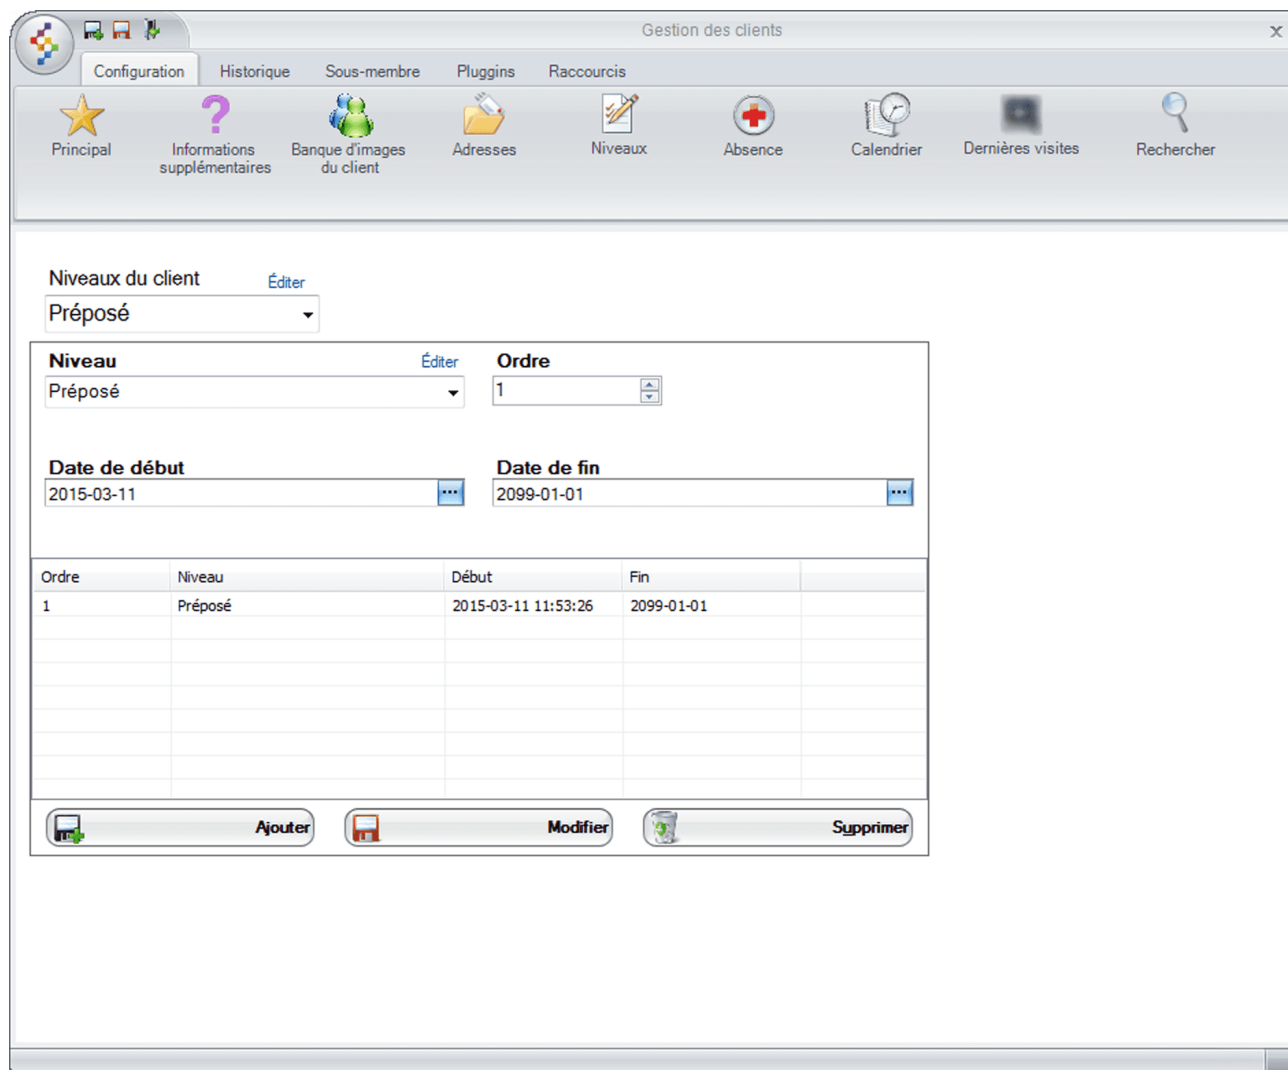 Gestion des clients
x
Configuration Historique Sous-membre Pluggins Raccourcis
Principal
Informations
supplémentaires
Banque d'images
du client
Adresses
Niveaux
Absence
Calendrier
Dernières visites
Rechercher
Niveaux du client Éditer
Préposé
Niveau Éditer Ordre
Préposé 1
Date de début Date de fin
2015-03-11 ... 2099-01-01 ...
Ordre Niveau Début Fin
1 Préposé 2015-03-11 11:53:26 2099-01-01
Ajouter Modifier Supprimer